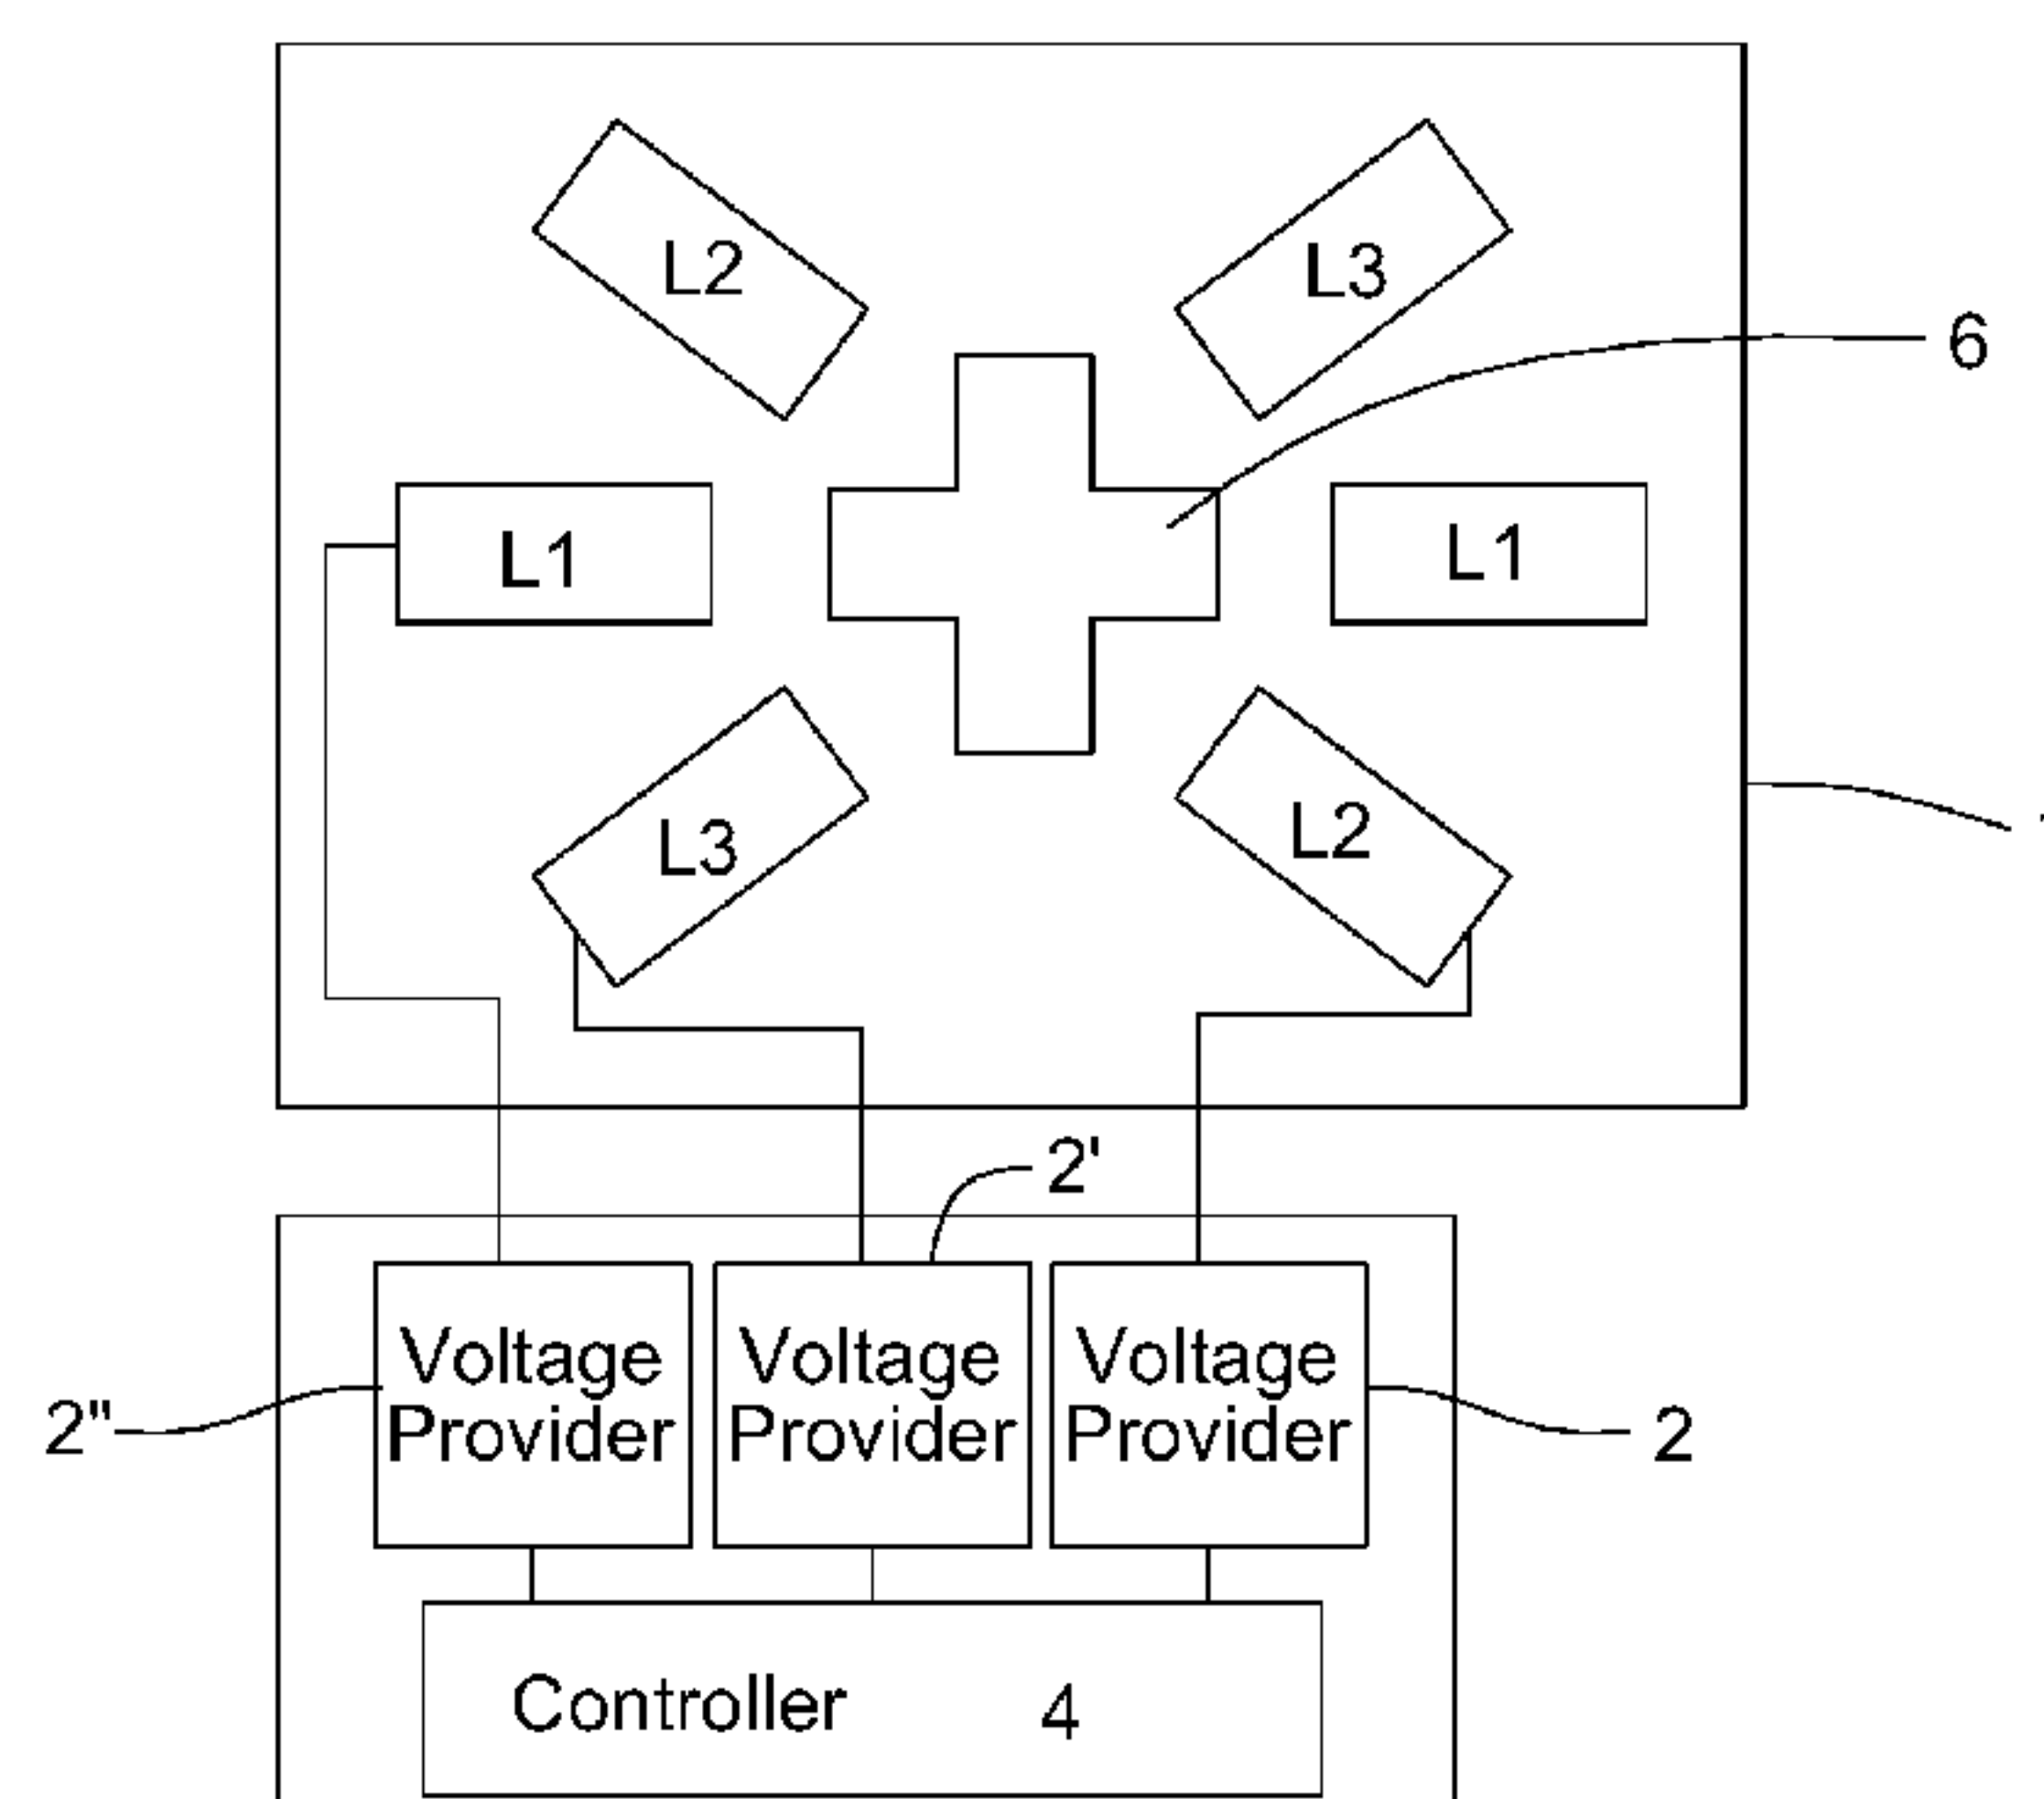 L2
L3
6
L1
L1
L3
L2
2'
Voltage
Provider
Voltage
Provider
Voltage
Provider
2"
2
Controller 4